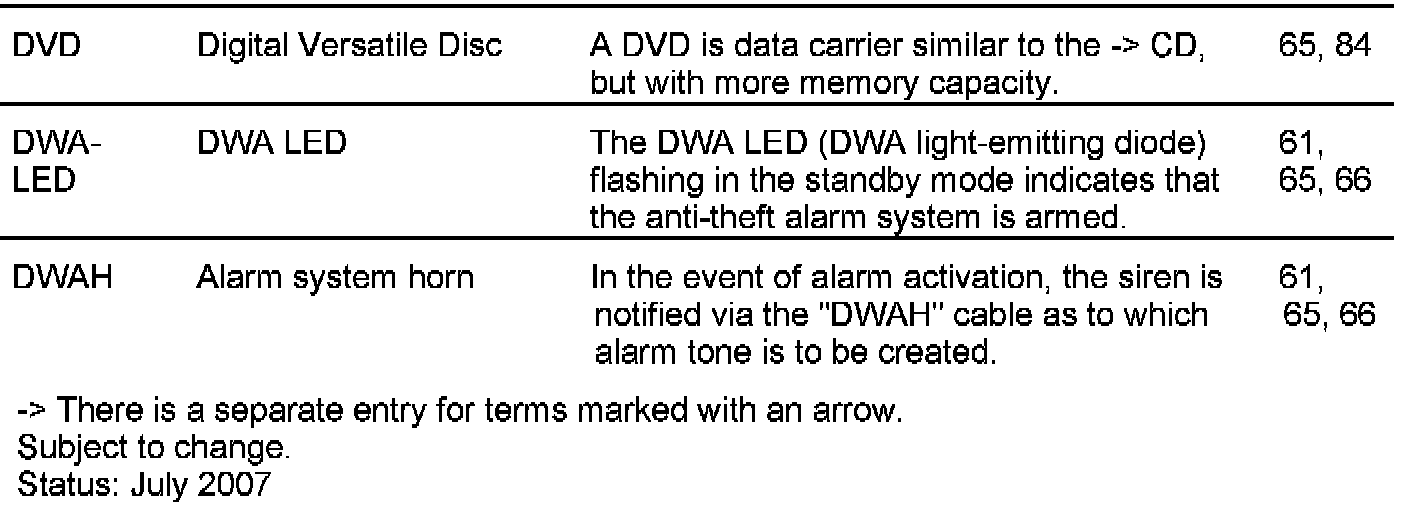 DVD Digital Versatile Disc A DVD is data carrier similar to the -> CD, 65, 84
but with more memory capacity.
DWA- DWA LED The DWA LED (DWA light-emitting diode) 61,
LED flashing in the standby mode indicates that 65, 66
the anti-theft alarm system is armed.
DWAH Alarm system horn In the event of alarm activation, the siren is 61,
notified via the "DWAH" cable as to which 65, 66
alarm tone is to be created.
-> There is a separate entry for terms marked with an arrow.
Subject to change.
Status: July 2007